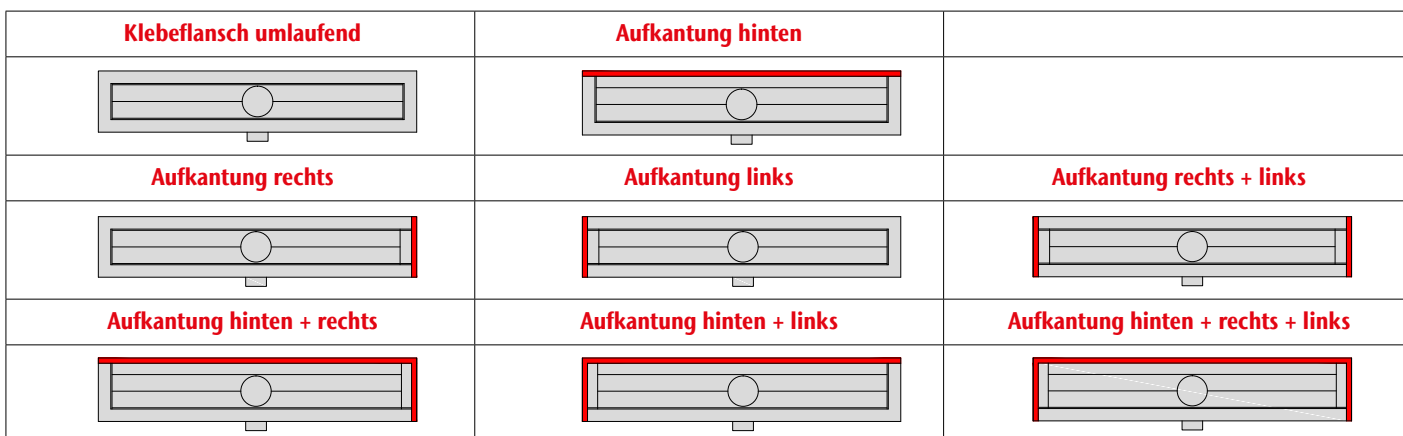 Klebeflansch umlaufend
Aufkantung hinten
Aufkantung rechts
Aufkantung links
Aufkantung rechts + links
Aufkantung hinten + rechts
Aufkantung hinten + links
Aufkantung hinten + rechts + links